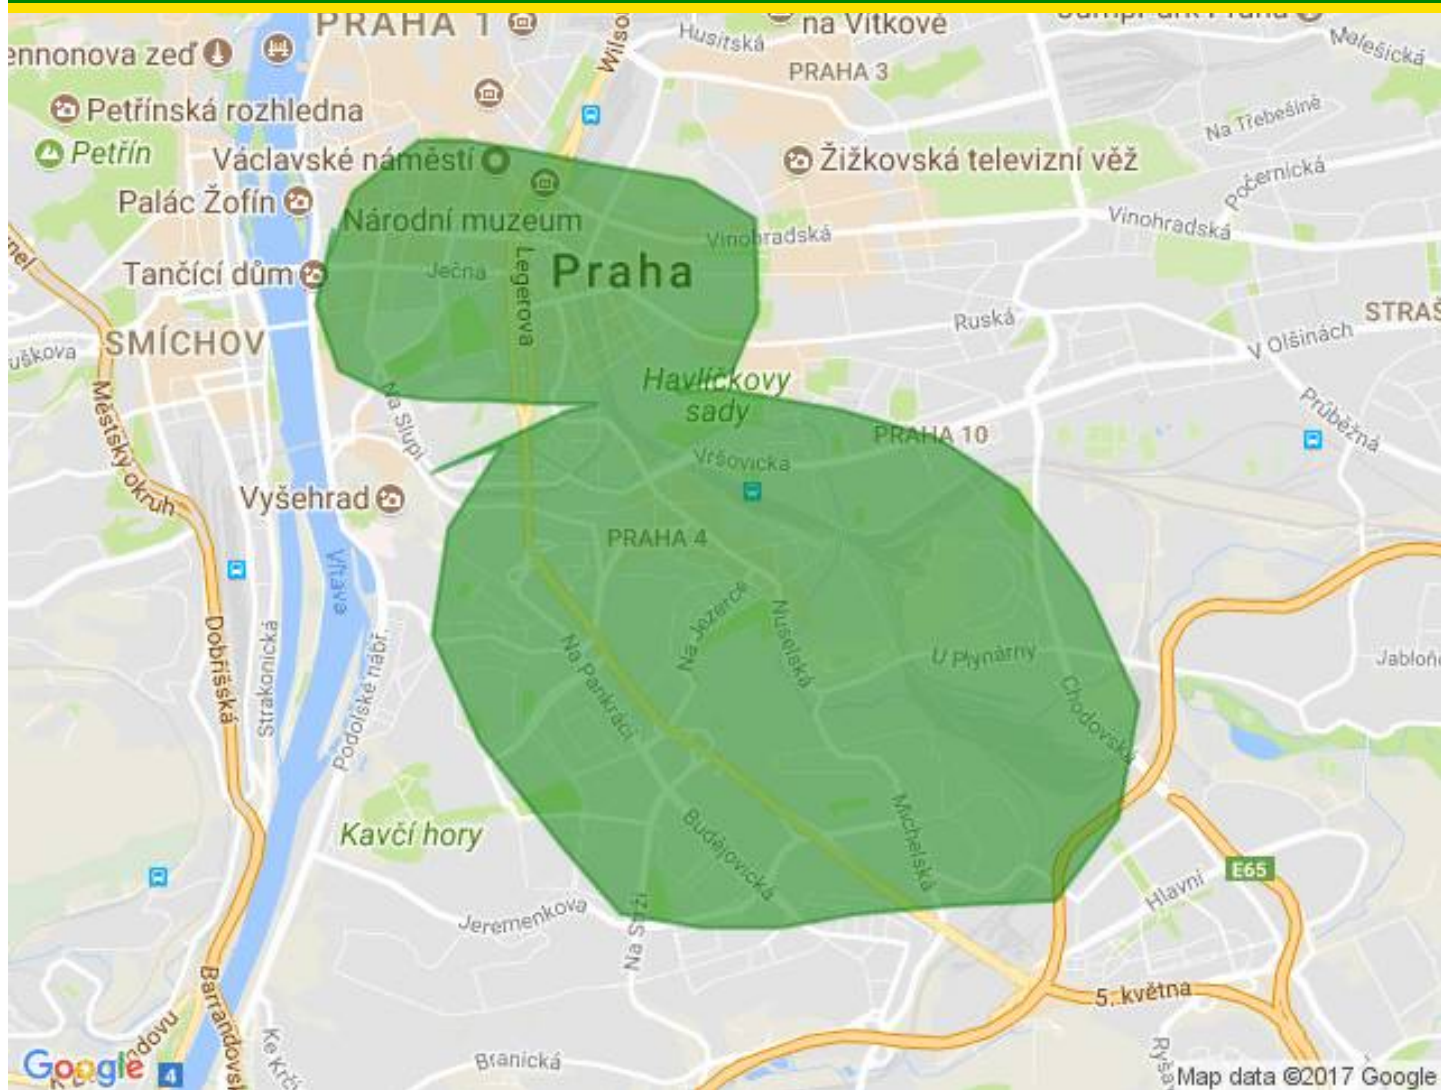 PRAHA 1
na Vítkově
Husitská
Malešická
ennonova zeď
PRAHA 3
Petřínská rozhledna
Na Třebešíně
Petřín
Václavské náměstí
Žižkovská televizní věž
Počernická
Palác Žofín
Národní muzeum
Vinohradská
Vinohradská
Tančící dům
Ječná
Legerova
Praha
STRAŠ
Ruská
SMÍCHOV
V Olšinách
uškova
Havlíčkovy
sady
Městský okruh
Na Slupi
Průběžná
PRAHA 10
Vršovická
Vyšehrad
PRAHA 4
Vltava
Na Jezerce
Nuselská
Dobříšská
Strakonická
Podolské nábř.
Na Pankráci
U Plynárny
Jabloň
Chodovská
Kavčí hory
Budějovická
Michelská
E65
Hlavní
Jeremenkova
5. května
Branická
Ke Krč
Google
4
Map data ©2017 Google